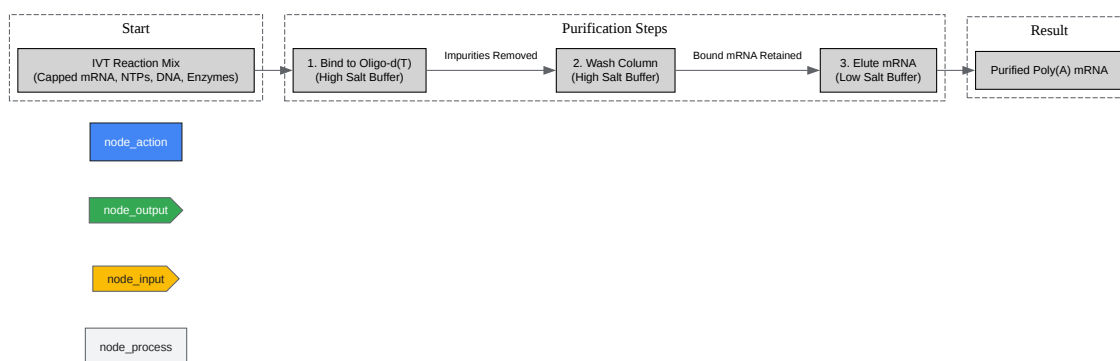 Start
Purification Steps
Result
IVT Reaction Mix
(Capped mRNA, NTPs, DNA, Enzymes)
1. Bind to Oligo-d(T)
(High Salt Buffer)
Impurities Removed
2. Wash Column
(High Salt Buffer)
Bound mRNA Retained
3. Elute mRNA
(Low Salt Buffer)
Purified Poly(A) mRNA
node_action
node_output
node_input
node_process